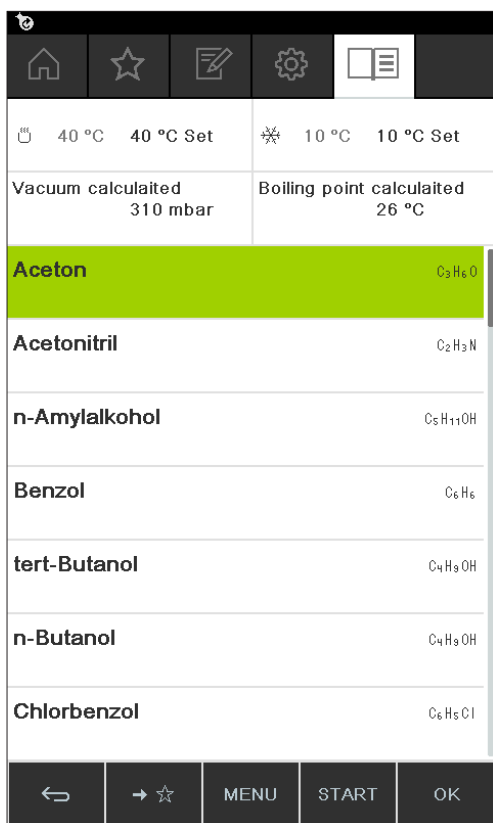 40 °C 40 °C Set 10 °C 10 °C Set
Vacuum calculaited Boiling point calculaited
310 mbar 26 °C
Aceton C₃H₆O
Acetonitril C₂H₃N
n-Amylalkohol C₅H₁₁OH
Benzol C₆H₆
tert-Butanol C₄H₉OH
n-Butanol C₄H₉OH
Chlorbenzol C₆H₅Cl
MENU START OK